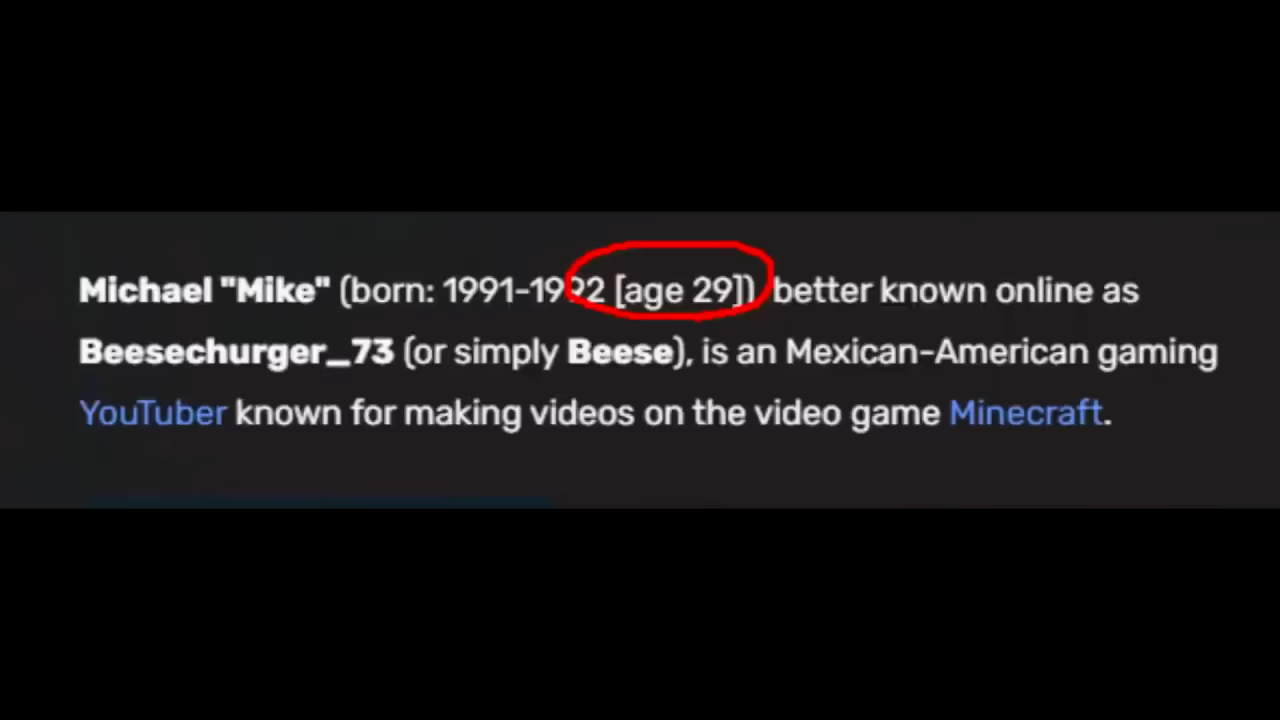 Michael "Mike" (born: 1991-1992 [age 29]) better known online as
Beesechurger_73 (or simply Beese), is an Mexican-American gaming
YouTuber known for making videos on the video game Minecraft.